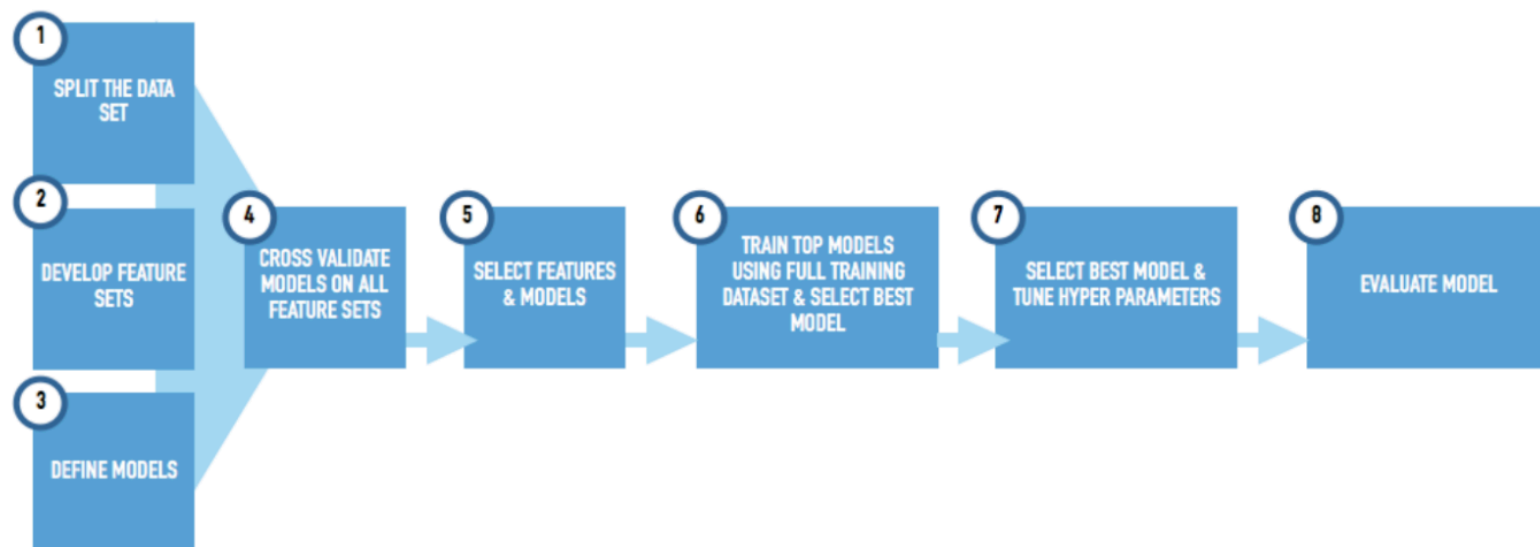 1
SPLIT THE DATA
SET
2
DEVELOP FEATURE
SETS
3
DEFINE MODELS
4
CROSS VALIDATE
MODELS ON ALL
FEATURE SETS
5
SELECT FEATURES
& MODELS
6
TRAIN TOP MODELS
USING FULL TRAINING
DATASET & SELECT BEST
MODEL
7
SELECT BEST MODEL &
TUNE HYPER PARAMETERS
8
EVALUATE MODEL